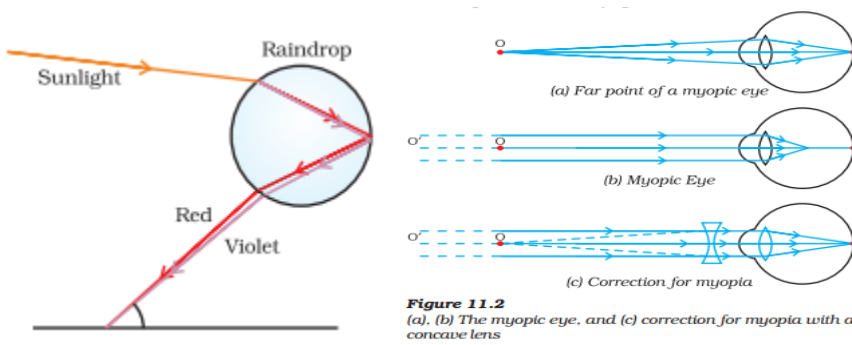 Raindrop
Sunlight
Red
Violet
O
(a) Far point of a myopic eye
O'
O
(b) Myopic Eye
O'
O
(c) Correction for myopia
Figure 11.2
(a), (b) The myopic eye, and (c) correction for myopia with a
concave lens